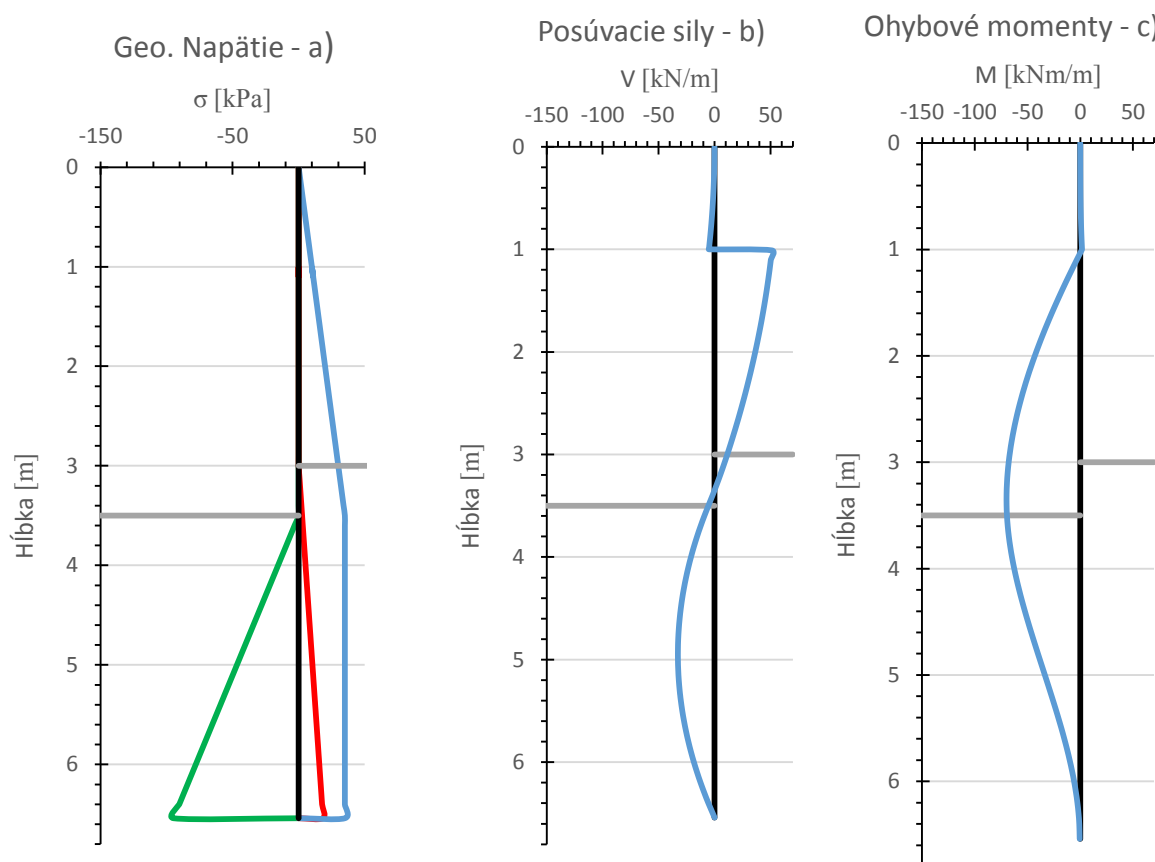 Geo. Napätie - a)
σ [kPa]
-150 -50 50
0
1
2
3
4
5
6
Hĺbka [m]
Posúvacie sily - b)
V [kN/m]
-150 -100 -50 0 50
0
1
2
3
4
5
6
Hĺbka [m]
Ohybové momenty - c)
M [kNm/m]
-150 -100 -50 0 50
0
1
2
3
4
5
6
Hĺbka [m]